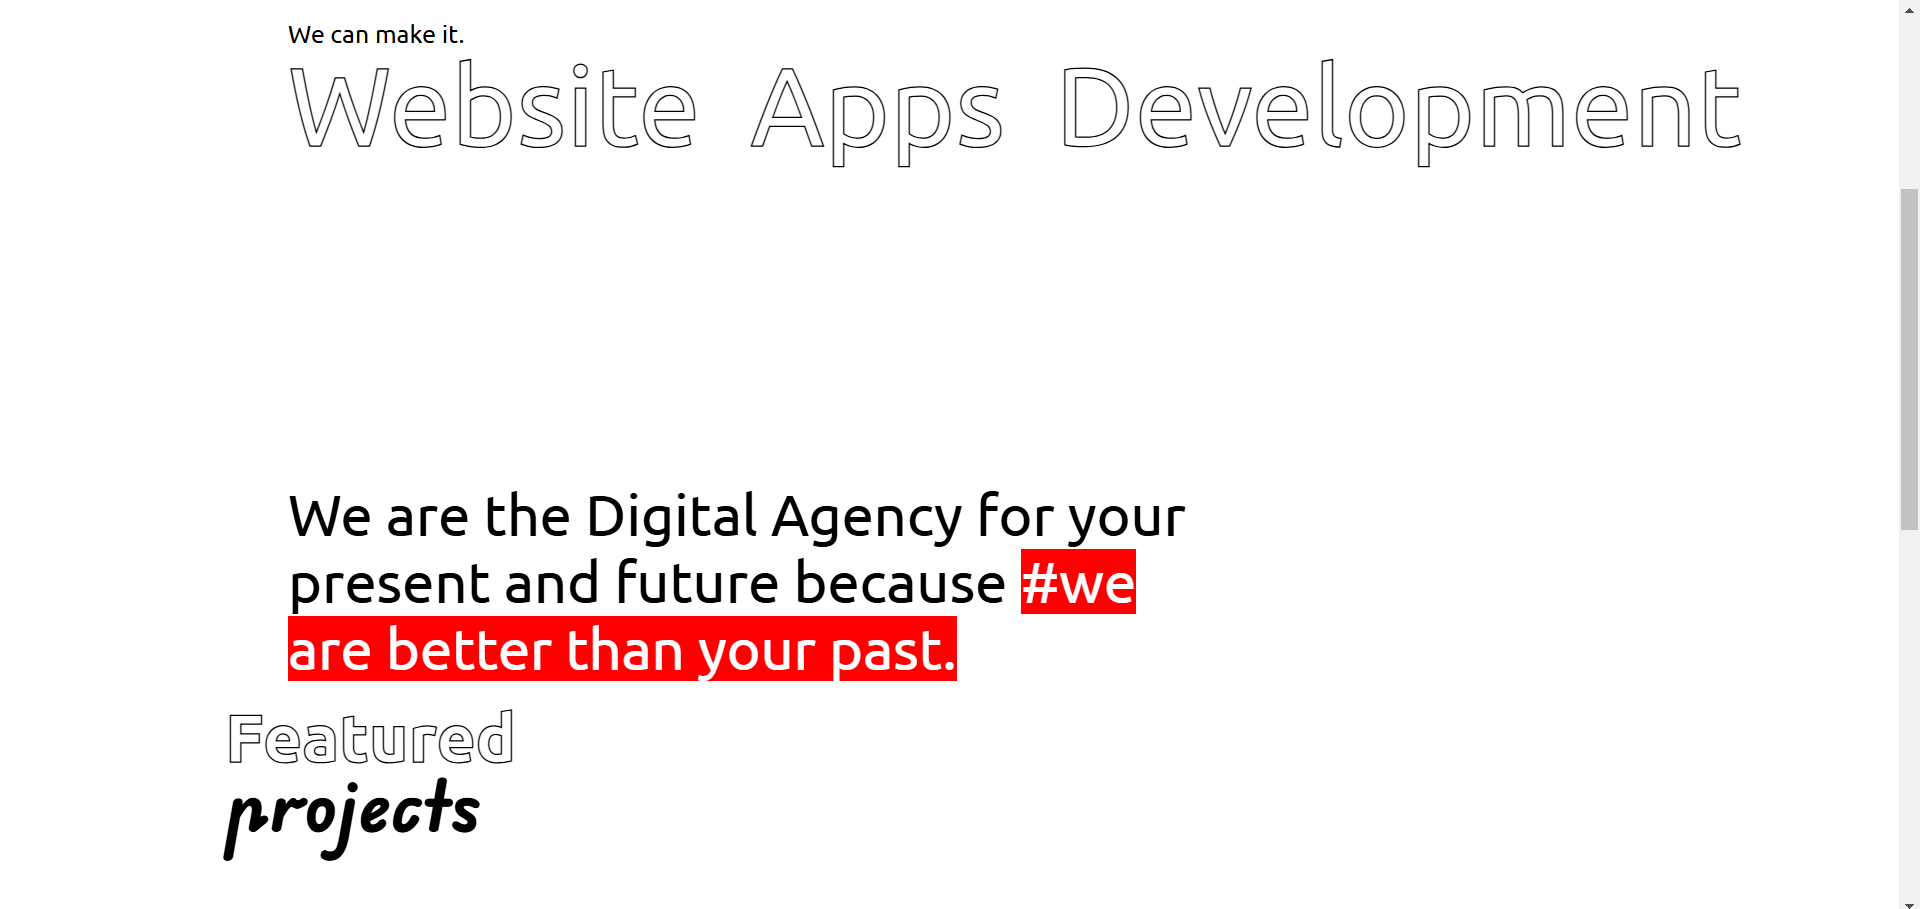 We can make it.
Website Apps Development
We are the Digital Agency for your
present and future because #we
are better than your past.
Featured
projects